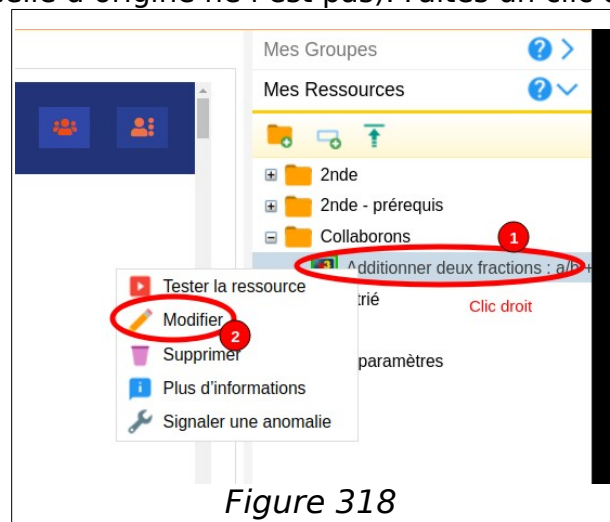 Mes Groupes
Mes Ressources
2nde
2nde - prérequis
Collaborons
1
Additionner deux fractions : a/b +
Tester la ressource
trié
Clic droit
Modifier
2
Supprimer
paramètres
Plus d'informations
Signaler une anomalie
Figure 318